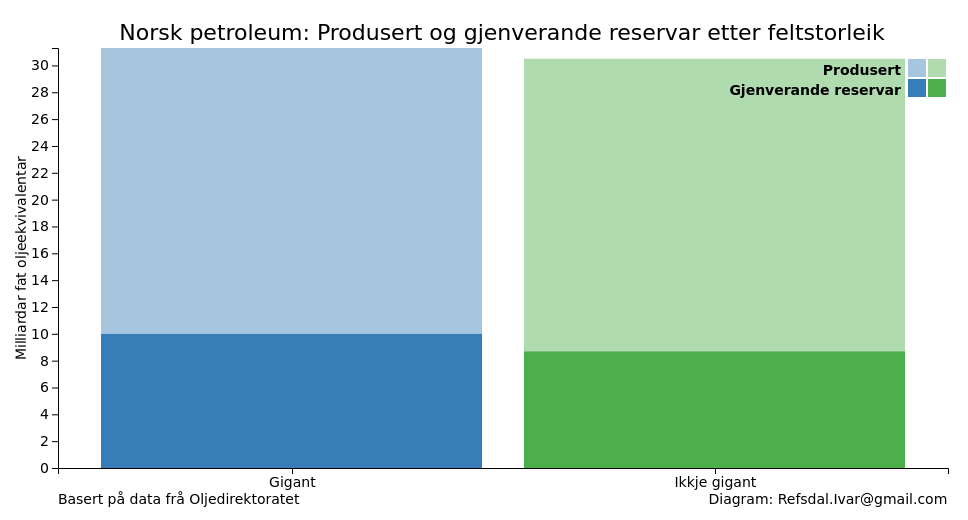 Norsk petroleum: Produsert og gjenverande reservar etter feltstorleik
Produsert
Gjenverande reservar
Milliardar fat oljeekvivalentar
30
28
26
24
22
20
18
16
14
12
10
8
6
4
2
0
Gigant
Ikkje gigant
Basert på data frå Oljedirektoratet
Diagram: Refsdal.Ivar@gmail.com